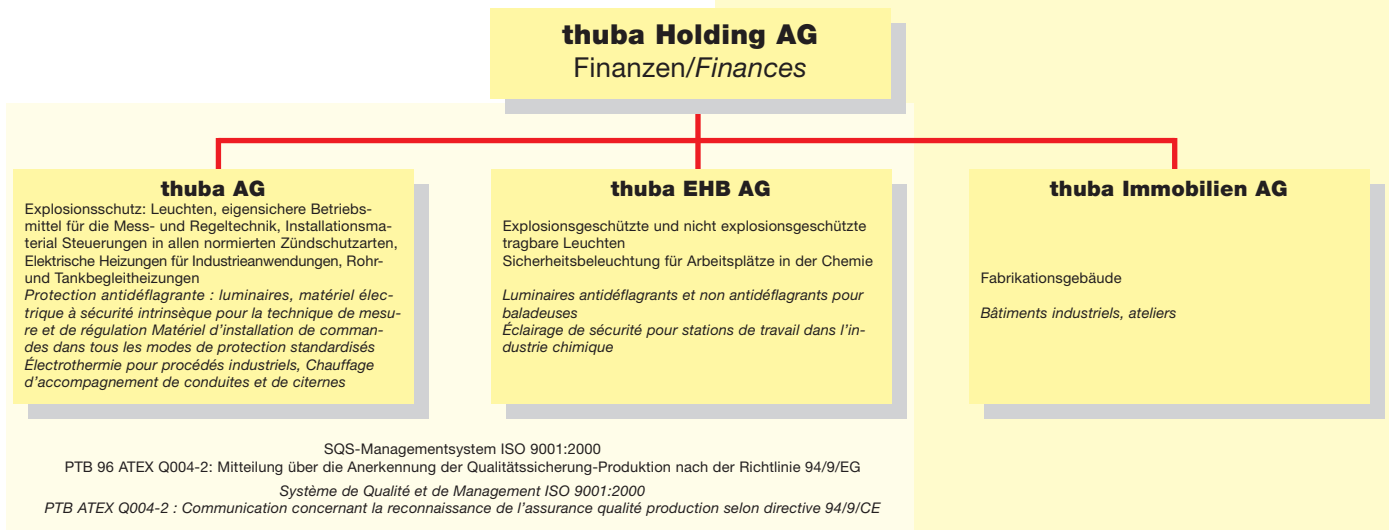 thuba Holding AG
Finanzen/Finances
thuba AG
Explosionsschutz: Leuchten, eigensichere Betriebs-
mittel für die Mess- und Regeltechnik, Installationsma-
terial Steuerungen in allen normierten Zündschutzarten,
Elektrische Heizungen für Industrieanwendungen, Rohr-
und Tankbegleitheizungen
Protection antidéflagrante : luminaires, matériel élec-
trique à sécurité intrinsèque pour la technique de mesu-
re et de régulation Matériel d'installation de comman-
des dans tous les modes de protection standardisés
Électrothermie pour procédés industriels, Chauffage
d'accompagnement de conduites et de citernes
thuba EHB AG
Explosionsgeschützte und nicht explosionsgeschützte
tragbare Leuchten
Sicherheitsbeleuchtung für Arbeitsplätze in der Chemie
Luminaires antidéflagrants et non antidéflagrants pour
baladeuses
Éclairage de sécurité pour stations de travail dans l'in-
dustrie chimique
thuba Immobilien AG
Fabrikationsgebäude
Bâtiments industriels, ateliers
SQS-Managementsystem ISO 9001:2000
PTB 96 ATEX Q004-2: Mitteilung über die Anerkennung der Qualitätssicherung-Produktion nach der Richtlinie 94/9/EG
Système de Qualité et de Management ISO 9001:2000
PTB ATEX Q004-2 : Communication concernant la reconnaissance de l'assurance qualité production selon directive 94/9/CE